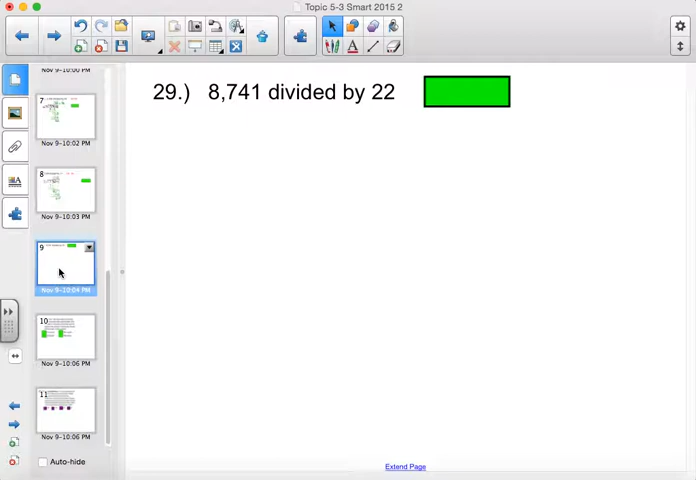 Topic 5-3 Smart 2015 2
29.) 8,741 divided by 22
Nov 9–10:00 PM
7
Nov 9–10:02 PM
8
Nov 9–10:03 PM
9
Nov 9–10:04 PM
10
Nov 9–10:06 PM
11
Nov 9–10:06 PM
Auto-hide
Extend Page